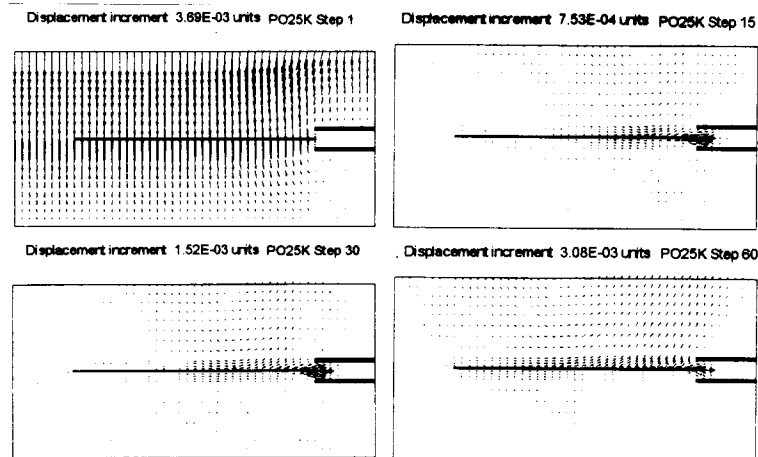 Displacement increment 3.69E-03 units PO25K Step 1
Displacement increment 7.53E-04 units PO25K Step 15
Displacement increment 1.52E-03 units PO25K Step 30
Displacement increment 3.08E-03 units PO25K Step 60